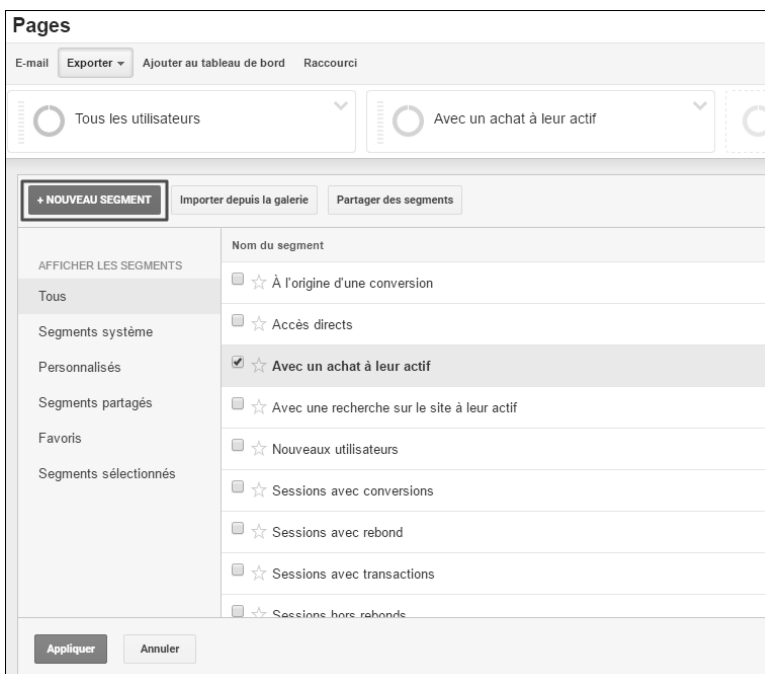 Pages
E-mail Exporter Ajouter au tableau de bord Raccourci
Tous les utilisateurs Avec un achat à leur actif
+ NOUVEAU SEGMENT Importer depuis la galerie Partager des segments
Nom du segment
AFFICHER LES SEGMENTS
Tous
Segments système
Personnalisés
Segments partagés
Favoris
Segments sélectionnés
À l'origine d'une conversion
Accès directs
Avec un achat à leur actif
Avec une recherche sur le site à leur actif
Nouveaux utilisateurs
Sessions avec conversions
Sessions avec rebond
Sessions avec transactions
Sessions hors rebonds
Appliquer Annuler